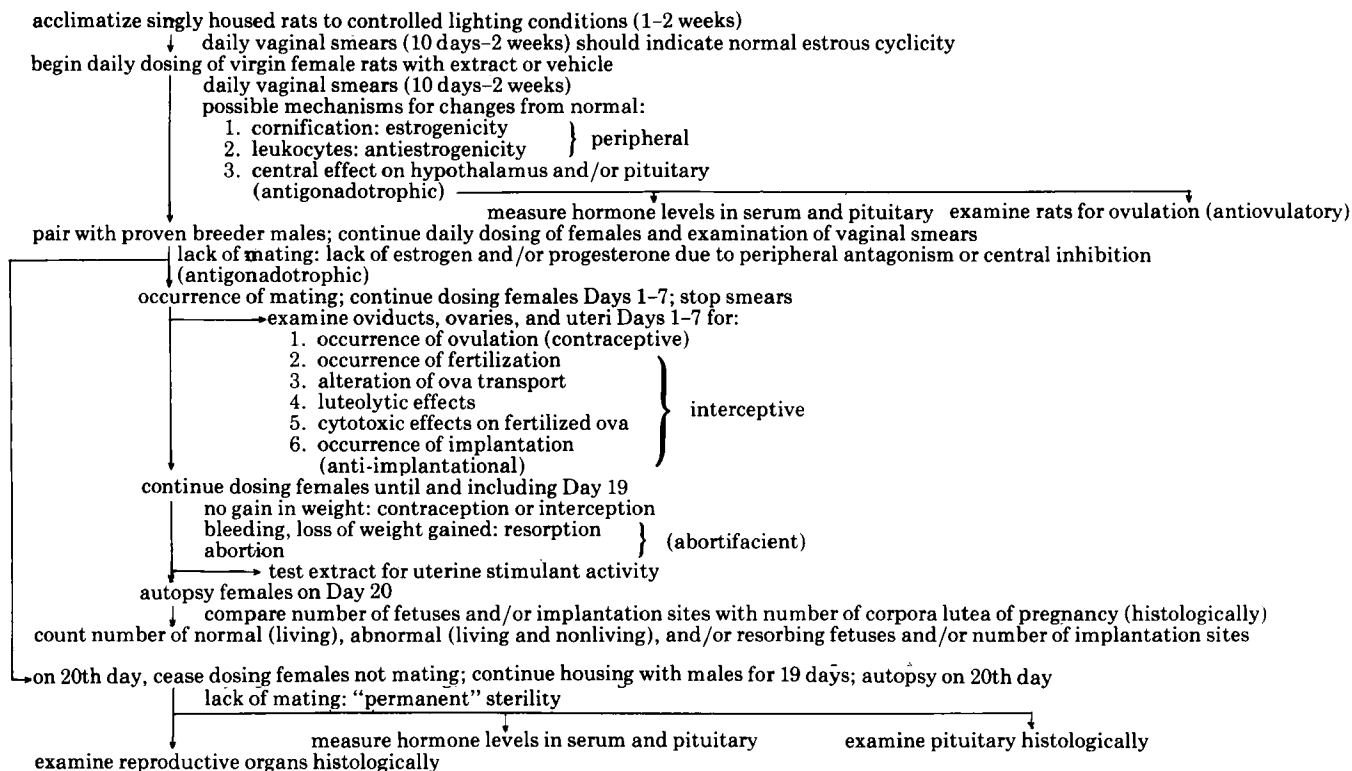 acclimatize singly housed rats to controlled lighting conditions (1–2 weeks)
daily vaginal smears (10 days–2 weeks) should indicate normal estrous cyclicity
begin daily dosing of virgin female rats with extract or vehicle
daily vaginal smears (10 days–2 weeks)
possible mechanisms for changes from normal:
1. cornification: estrogenicity
2. leukocytes: antiestrogenicity
peripheral
3. central effect on hypothalamus and/or pituitary
(antigonadotrophic)
measure hormone levels in serum and pituitary examine rats for ovulation (antiovulatory)
pair with proven breeder males; continue daily dosing of females and examination of vaginal smears
lack of mating: lack of estrogen and/or progesterone due to peripheral antagonism or central inhibition
(antigonadotrophic)
occurrence of mating; continue dosing females Days 1–7; stop smears
examine oviducts, ovaries, and uteri Days 1–7 for:
1. occurrence of ovulation (contraceptive)
2. occurrence of fertilization
3. alteration of ova transport
4. luteolytic effects
interceptive
5. cytotoxic effects on fertilized ova
6. occurrence of implantation
(anti-implantational)
continue dosing females until and including Day 19
no gain in weight: contraception or interception
bleeding, loss of weight gained: resorption
abortion
(abortifacient)
test extract for uterine stimulant activity
autopsy females on Day 20
compare number of fetuses and/or implantation sites with number of corpora lutea of pregnancy (histologically)
count number of normal (living), abnormal (living and nonliving), and/or resorbing fetuses and/or number of implantation sites
on 20th day, cease dosing females not mating; continue housing with males for 19 days; autopsy on 20th day
lack of mating: “permanent” sterility
measure hormone levels in serum and pituitary examine pituitary histologically
examine reproductive organs histologically